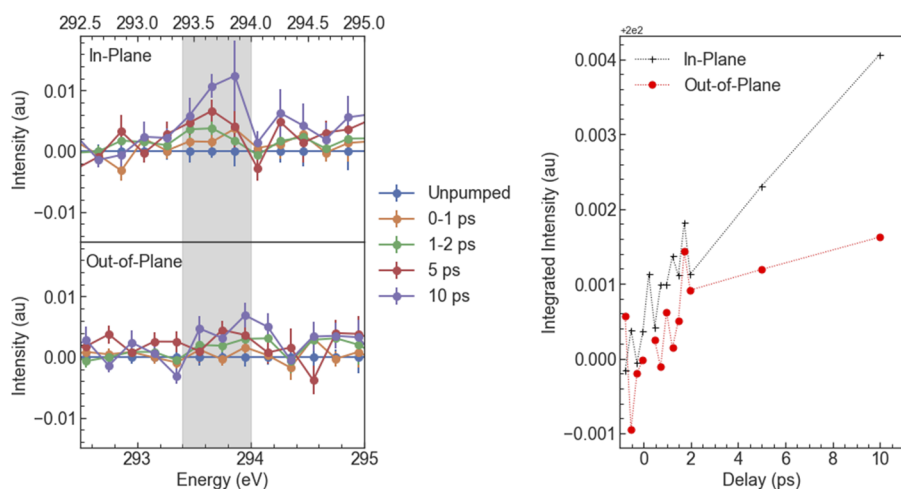 292.5 293.0 293.5 294.0 294.5 295.0
In-Plane
0.01
0.00
−0.01
Intensity (au)
Out-of-Plane
0.01
0.00
−0.01
Intensity (au)
293 294 295
Energy (eV)
Unpumped
0-1 ps
1-2 ps
5 ps
10 ps
+2e2
In-Plane
Out-of-Plane
0.004
0.003
0.002
0.001
0.000
−0.001
Integrated Intensity (au)
0 2 4 6 8 10
Delay (ps)